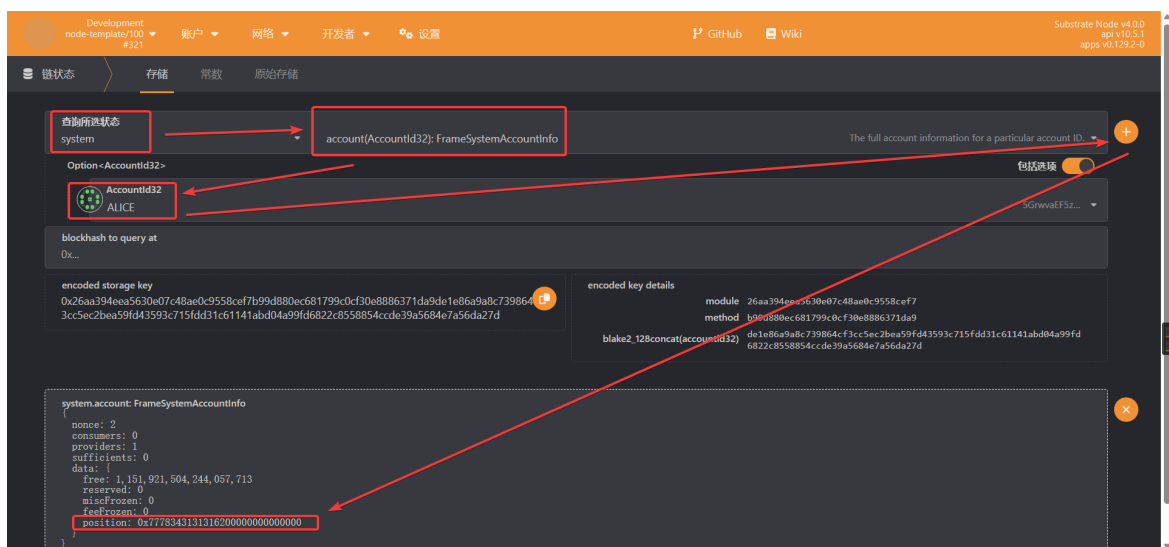 Development
node-template/100
#321
账户
网络
开发者
设置
GitHub
Wiki
Substrate Node v4.0.0
api v10.5.1
apps v0.129.2-0
链状态
存储
常数
原始存储
查询所选状态
system
account(AccountId32): FrameSystemAccountInfo
The full account information for a particular account ID.
Option<AccountId32>
包括选项
AccountId32
ALICE
5GrwvaEF5z...
blockhash to query at
0x...
encoded storage key
0x26aa394eea5630e07c48ae0c9558cef7b99d880ec681799c0cf30e8886371da9de1e86a9a8c739864
3cc5ec2bea59fd43593c715fdd31c61141abd04a99fd6822c8558854ccde39a5684e7a56da27d
encoded key details
module 26aa394eea5630e07c48ae0c9558cef7
method b99d880ec681799c0cf30e8886371da9
blake2_128concat(accountid32) de1e86a9a8c739864cf3cc5ec2bea59fd43593c715fdd31c61141abd04a99fd
6822c8558854ccde39a5684e7a56da27d
system.account: FrameSystemAccountInfo
{
nonce: 2
consumers: 0
providers: 1
sufficients: 0
data: {
free: 1,151,921,504,244,057,713
reserved: 0
miscFrozen: 0
feeFrozen: 0
position: 0x77783431313162000000000000
}
}